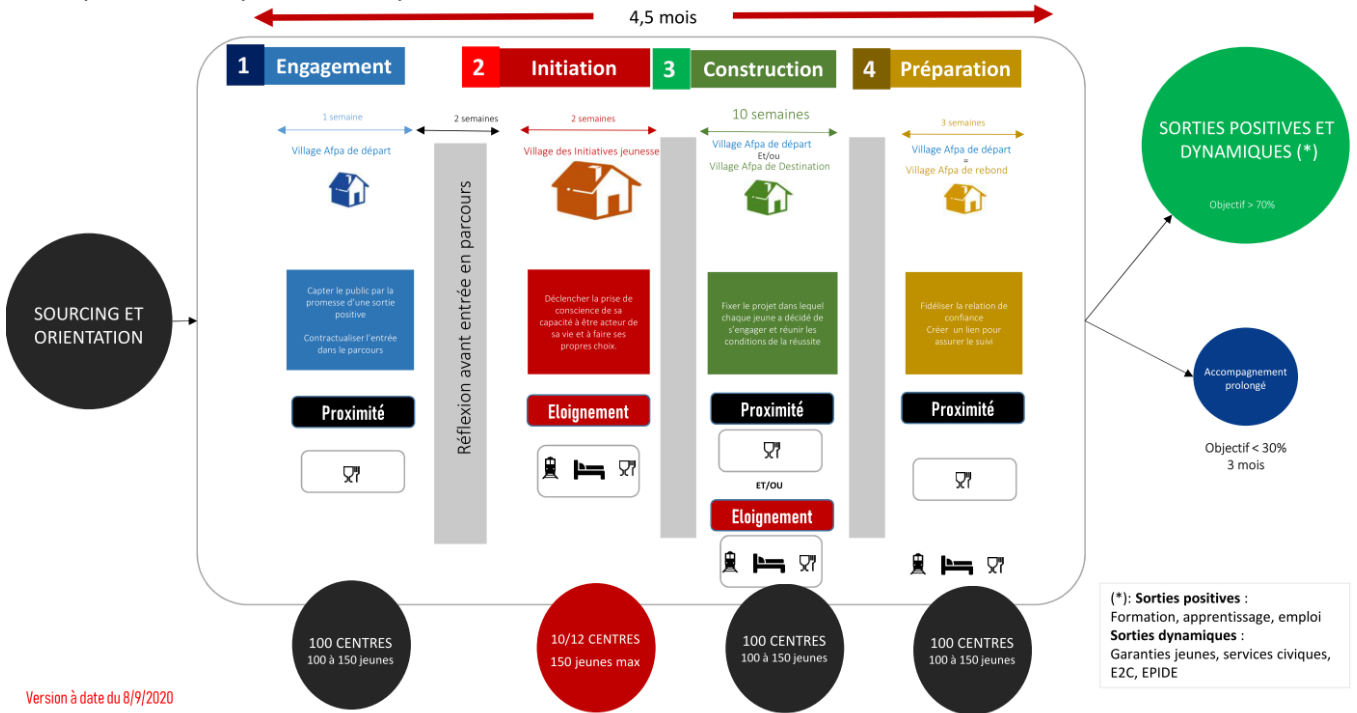 4,5 mois
1 Engagement
2 Initiation
3 Construction
4 Préparation
1 semaine
2 semaines
2 semaines
10 semaines
3 semaines
Village Afpa de départ
Village des Initiatives jeunesse
Village Afpa de départ
Et/ou
Village Afpa de Destination
Village Afpa de départ
=
Village Afpa de rebond
SORTIES POSITIVES ET
DYNAMIQUES (*)
Objectif > 70%
SOURCING ET
ORIENTATION
Capter le public par la
promesse d'une sortie
positive
Contractualiser l'entrée
dans le parcours
Réflexion avant entrée en parcours
Déclencher la prise de
conscience de sa
capacité à être acteur de
sa vie et à faire ses
propres choix.
Fixer le projet dans lequel
chaque jeune a décidé de
s'engager et réunir les
conditions de la réussite
Fidéliser la relation de
confiance
Créer un lien pour
assurer le suivi
Accompagnement
prolongé
Objectif < 30%
3 mois
Proximité
Eloignement
Proximité
ET/OU
Eloignement
Proximité
100 CENTRES
100 à 150 jeunes
10/12 CENTRES
150 jeunes max
100 CENTRES
100 à 150 jeunes
100 CENTRES
100 à 150 jeunes
(*): Sorties positives :
Formation, apprentissage, emploi
Sorties dynamiques :
Garanties jeunes, services civiques,
E2C, EPIDE
Version à date du 8/9/2020